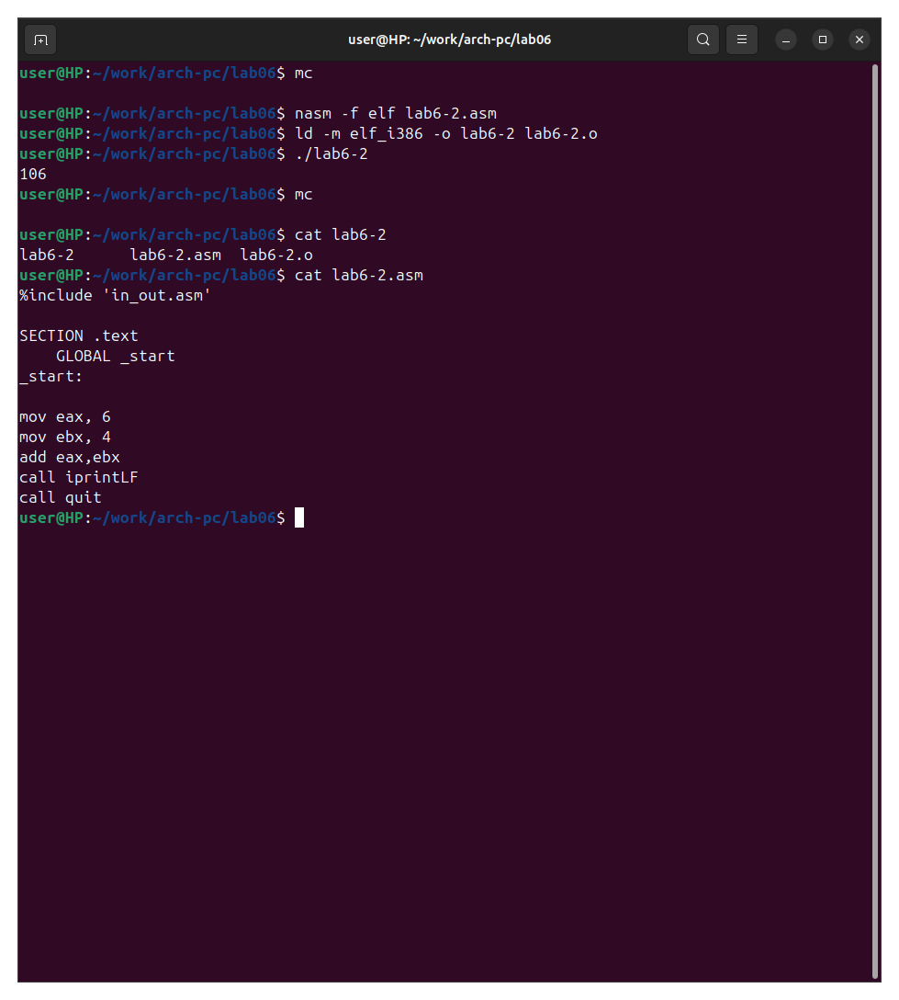 user@HP: ~/work/arch-pc/lab06
user@HP:~/work/arch-pc/lab06$ mc
user@HP:~/work/arch-pc/lab06$ nasm -f elf lab6-2.asm
user@HP:~/work/arch-pc/lab06$ ld -m elf_i386 -o lab6-2 lab6-2.o
user@HP:~/work/arch-pc/lab06$ ./lab6-2
106
user@HP:~/work/arch-pc/lab06$ mc
user@HP:~/work/arch-pc/lab06$ cat lab6-2
lab6-2      lab6-2.asm  lab6-2.o
user@HP:~/work/arch-pc/lab06$ cat lab6-2.asm
%include 'in_out.asm'
SECTION .text
    GLOBAL _start
_start:
mov eax, 6
mov ebx, 4
add eax,ebx
call iprintLF
call quit
user@HP:~/work/arch-pc/lab06$